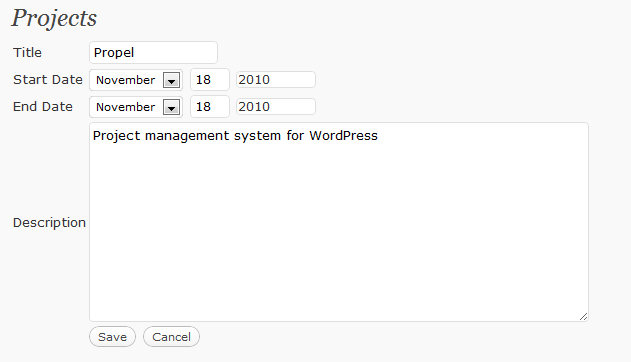 Projects
Title Propel
Start Date November 18 2010
End Date November 18 2010
Project management system for WordPress
Description
Save Cancel